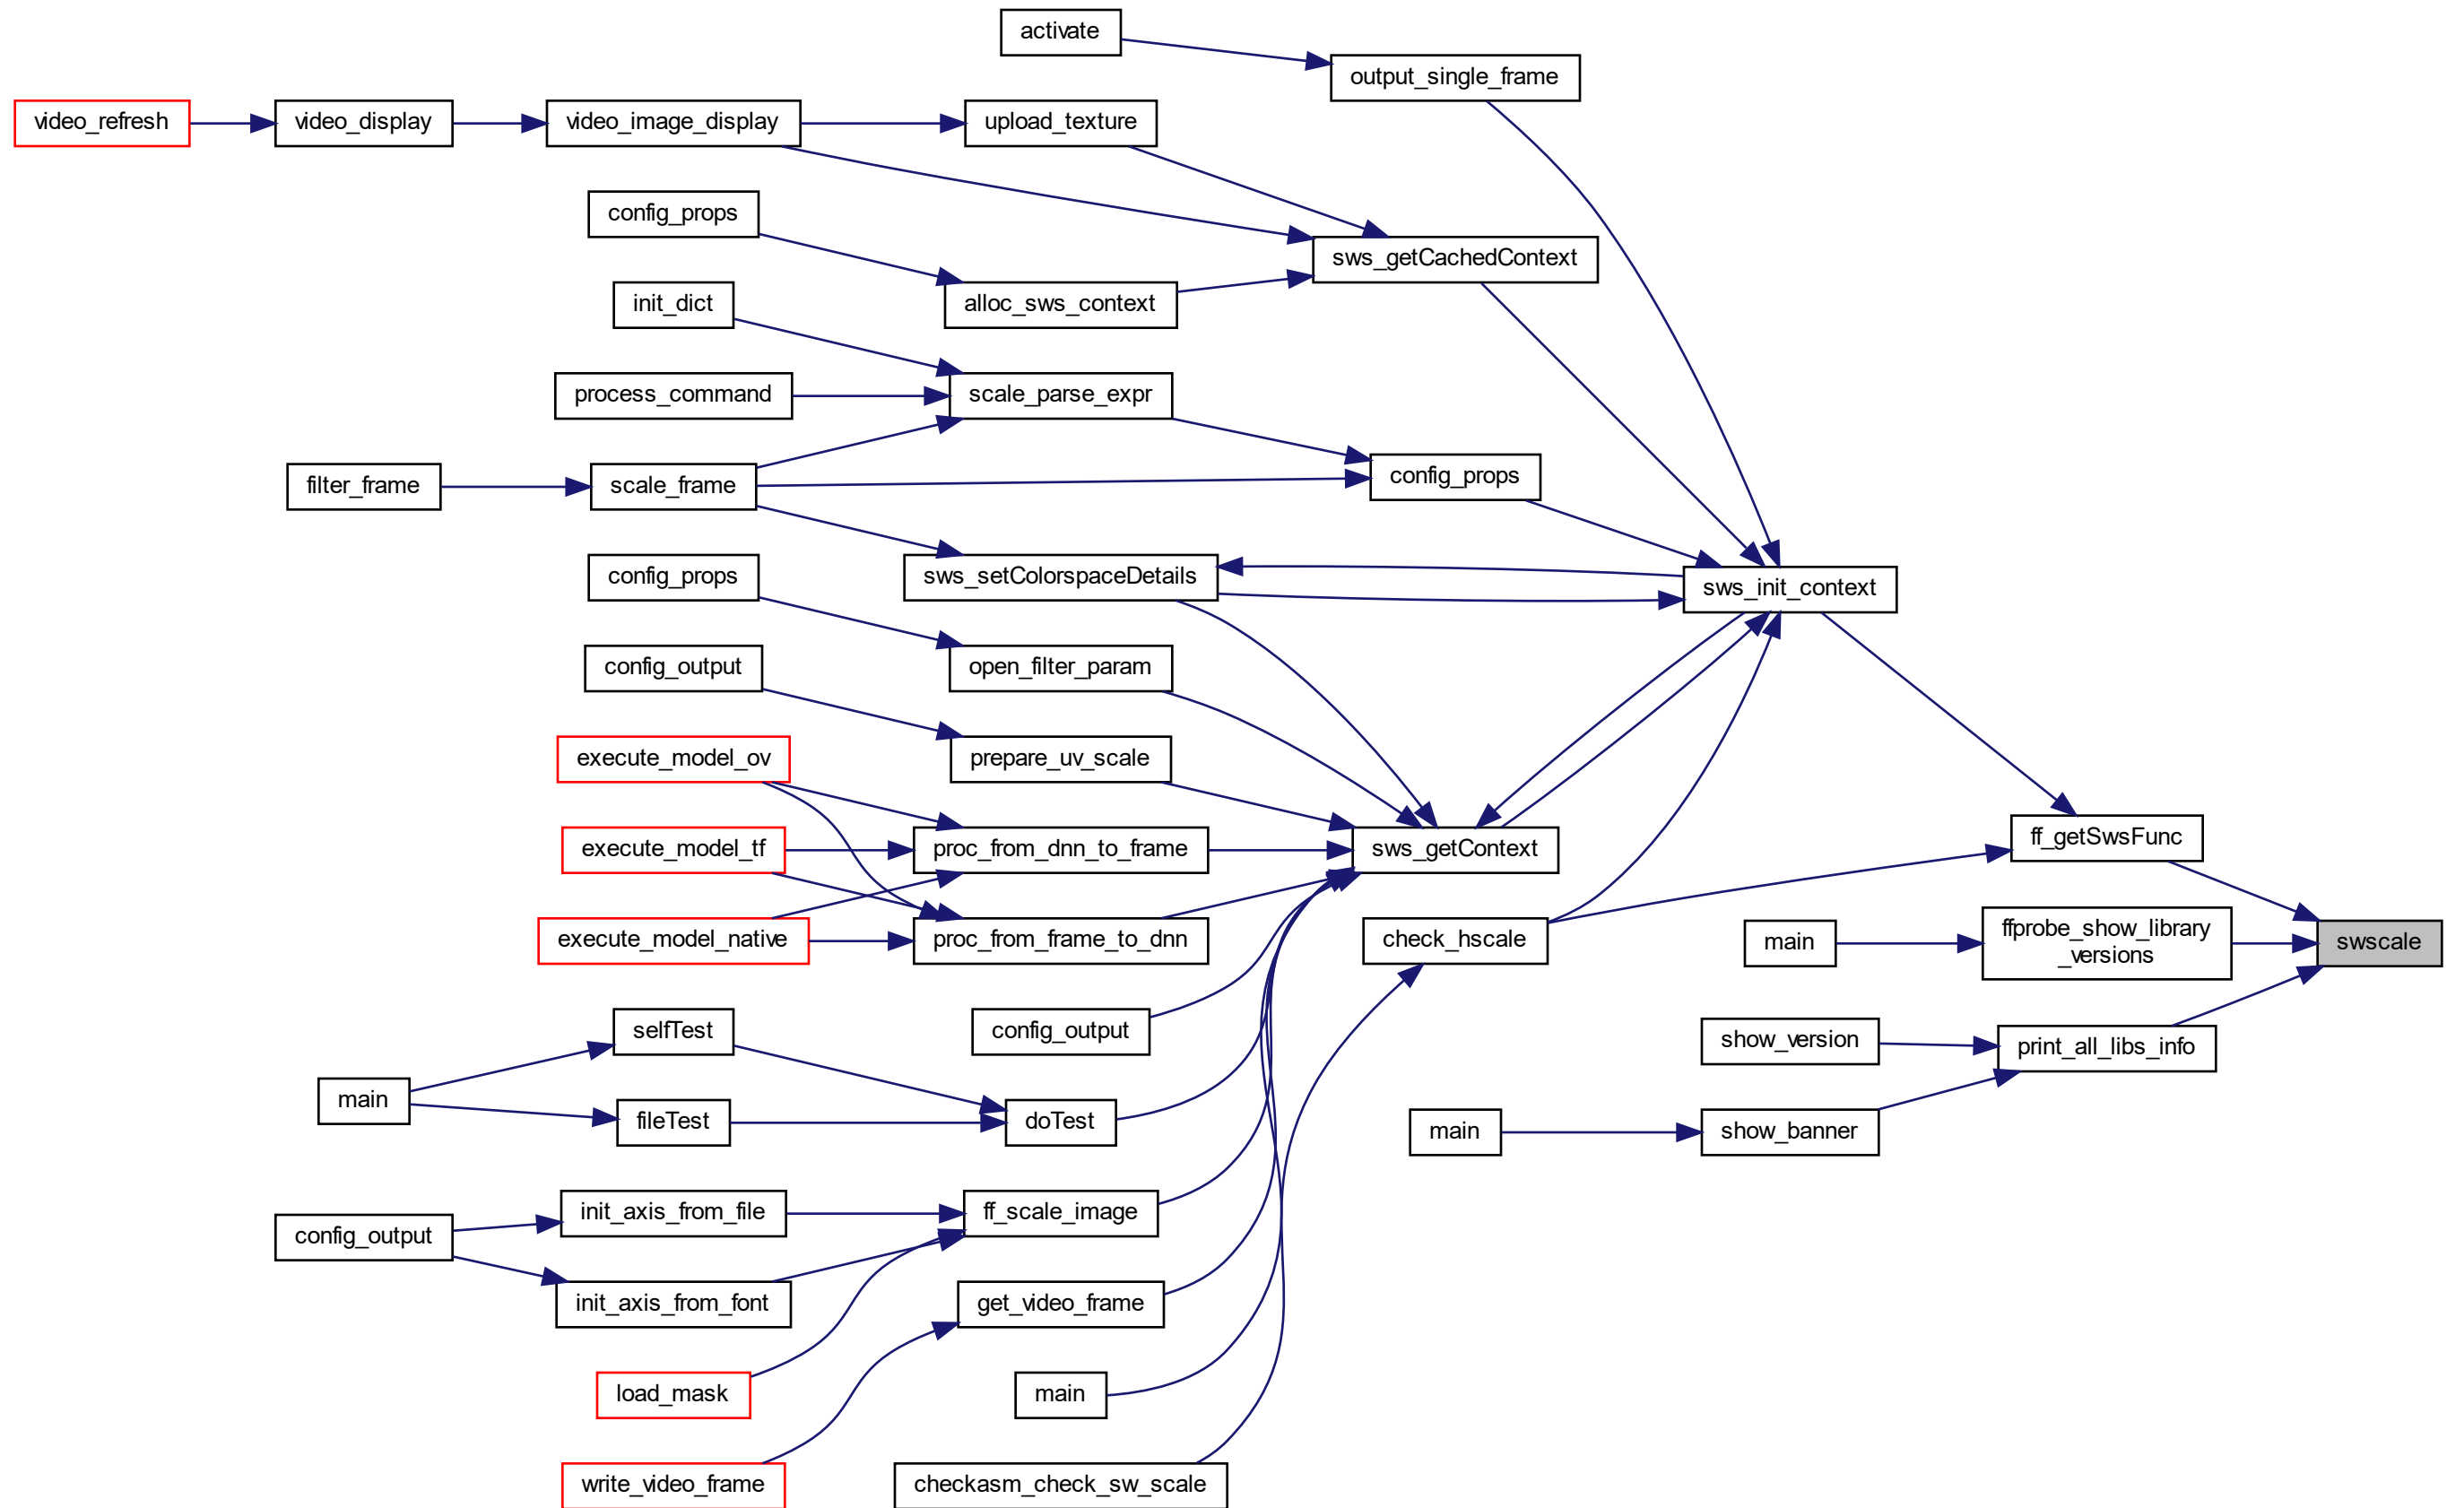 activate
output_single_frame
video_refresh
video_display
video_image_display
upload_texture
config_props
sws_getCachedContext
init_dict
alloc_sws_context
process_command
scale_parse_expr
filter_frame
scale_frame
config_props
config_props
sws_setColorspaceDetails
sws_init_context
config_output
open_filter_param
execute_model_ov
prepare_uv_scale
execute_model_tf
proc_from_dnn_to_frame
sws_getContext
ff_getSwsFunc
execute_model_native
proc_from_frame_to_dnn
check_hscale
main
ffprobe_show_library
_versions
swscale
selfTest
config_output
show_version
print_all_libs_info
main
fileTest
doTest
main
show_banner
config_output
init_axis_from_file
ff_scale_image
init_axis_from_font
get_video_frame
load_mask
main
write_video_frame
checkasm_check_sw_scale